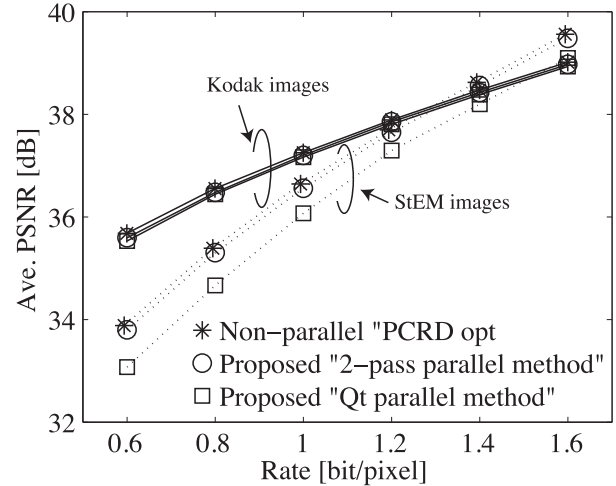 40
38
36
34
32
Ave. PSNR [dB]
Kodak images
StEM images
Non-parallel "PCRD opt
Proposed "2-pass parallel method"
Proposed "Qt parallel method"
0.6 0.8 1 1.2 1.4 1.6
Rate [bit/pixel]